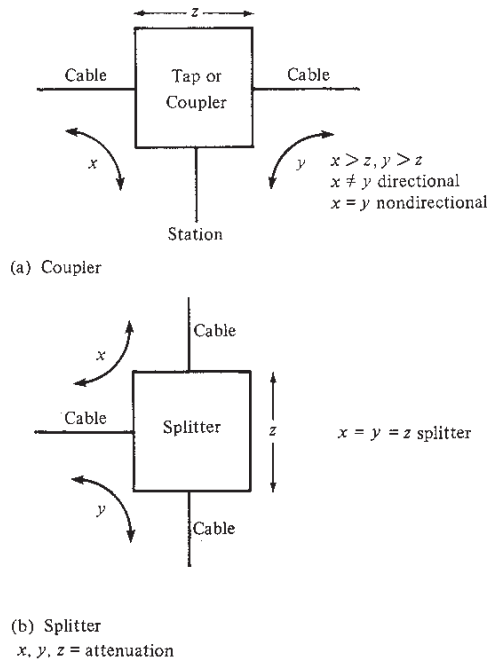 z
Cable
Tap or
Coupler
Cable
x
y
x > z, y > z
x ≠ y directional
x = y nondirectional
Station
(a) Coupler
Cable
x
Cable
Splitter
z
x = y = z splitter
y
Cable
(b) Splitter
x, y, z = attenuation